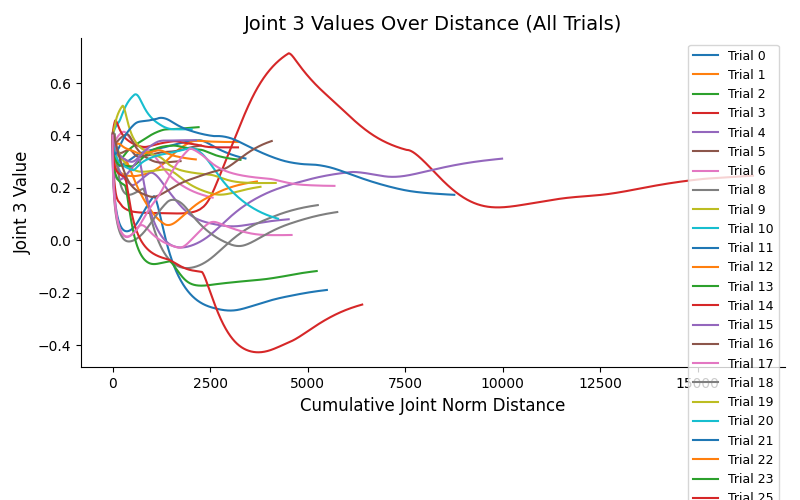 Joint 3 Values Over Distance (All Trials)
Joint 3 Value
0.6
0.4
0.2
0.0
−0.2
−0.4
0
2500
5000
7500
10000
12500
15000
Cumulative Joint Norm Distance
Trial 0
Trial 1
Trial 2
Trial 3
Trial 4
Trial 5
Trial 6
Trial 8
Trial 9
Trial 10
Trial 11
Trial 12
Trial 13
Trial 14
Trial 15
Trial 16
Trial 17
Trial 18
Trial 19
Trial 20
Trial 21
Trial 22
Trial 23
Trial 25